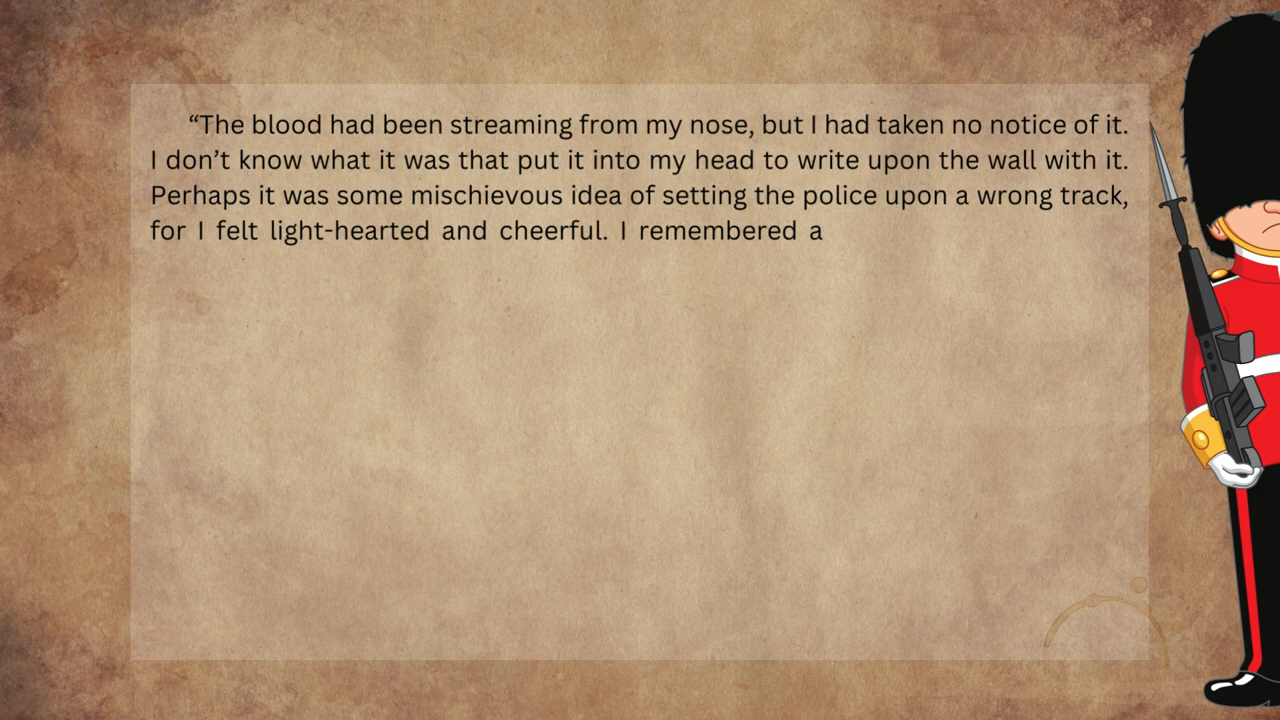 “The blood had been streaming from my nose, but I had taken no notice of it.
I don’t know what it was that put it into my head to write upon the wall with it.
Perhaps it was some mischievous idea of setting the police upon a wrong track,
for I felt light-hearted and cheerful. I remembered a